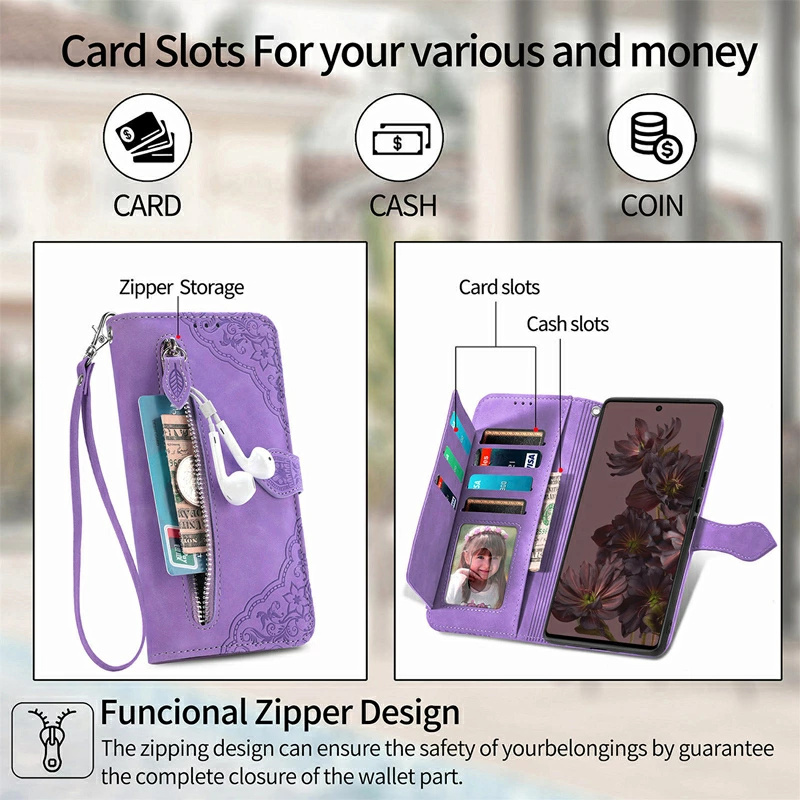 Card Slots For your various and money
CARD
CASH
COIN
Zipper Storage
Card slots
Cash slots
VISA
Funcional Zipper Design
The zipping design can ensure the safety of yourbelongings by guarantee
the complete closure of the wallet part.